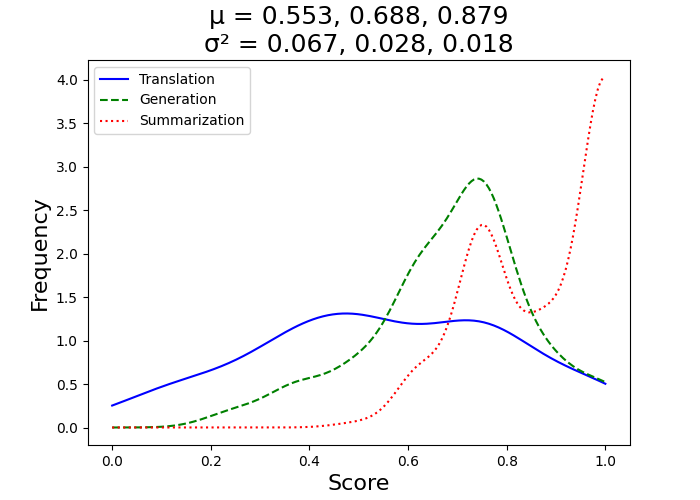 μ = 0.553, 0.688, 0.879
σ² = 0.067, 0.028, 0.018
Translation
Generation
Summarization
Frequency
4.0
3.5
3.0
2.5
2.0
1.5
1.0
0.5
0.0
0.0 0.2 0.4 0.6 0.8 1.0
Score